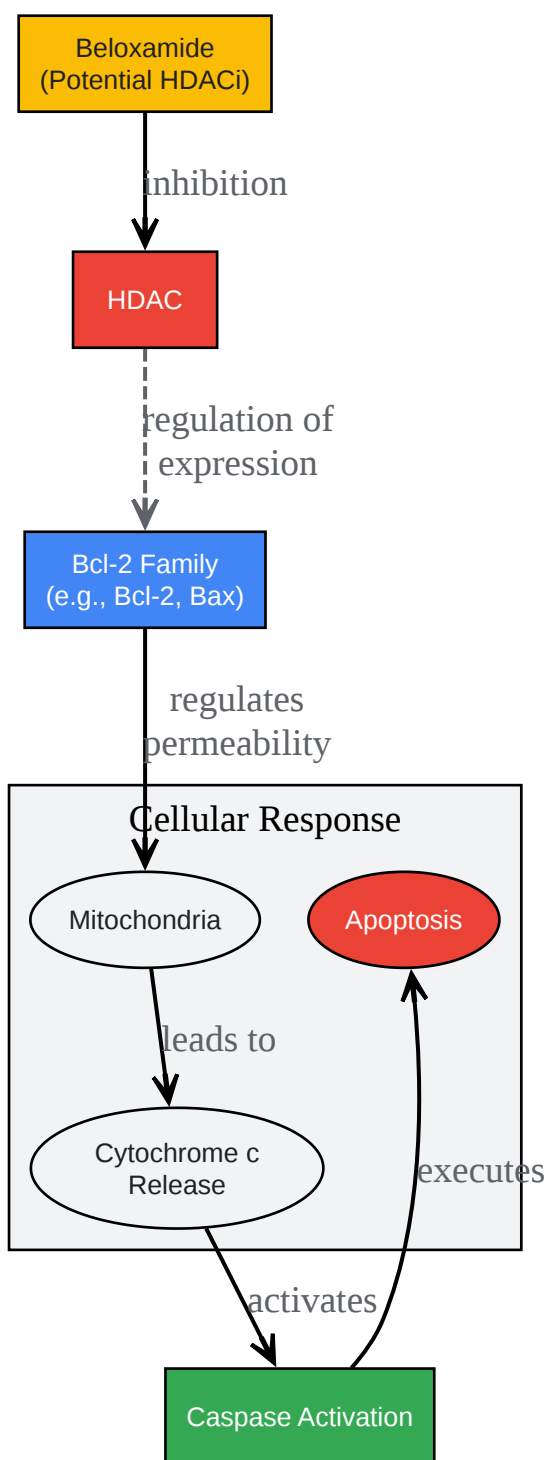 Beloxamide
(Potential HDACi)
inhibition
HDAC
regulation of
expression
Bcl-2 Family
(e.g., Bcl-2, Bax)
regulates
permeability
Cellular Response
Mitochondria
Apoptosis
leads to
Cytochrome c
Release
executes
activates
Caspase Activation